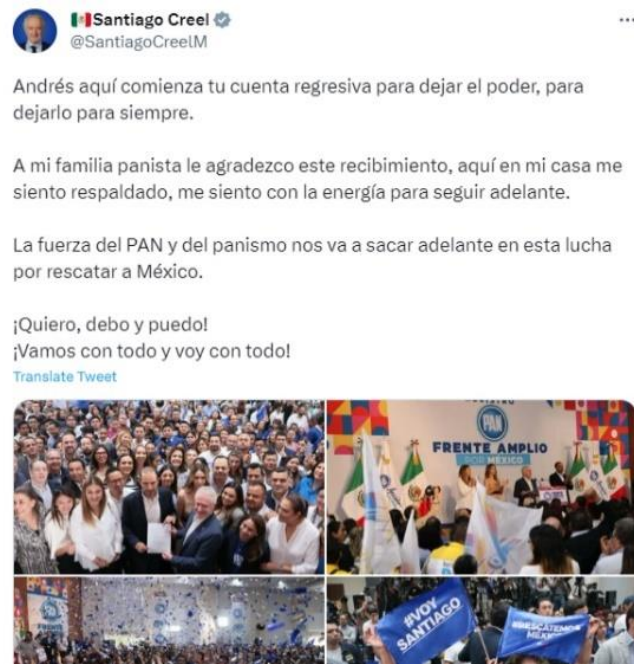 Santiago Creel
@SantiagoCreelM
Andrés aquí comienza tu cuenta regresiva para dejar el poder, para
dejarlo para siempre.
A mi familia panista le agradezco este recibimiento, aquí en mi casa me
siento respaldado, me siento con la energía para seguir adelante.
La fuerza del PAN y del panismo nos va a sacar adelante en esta lucha
por rescatar a México.
¡Quiero, debo y puedo!
¡Vamos con todo y voy con todo!
Translate Tweet
PAN
FRENTE AMPLIO
POR MÉXICO
#VOY
SANTIAGO
#RESCATEMOS